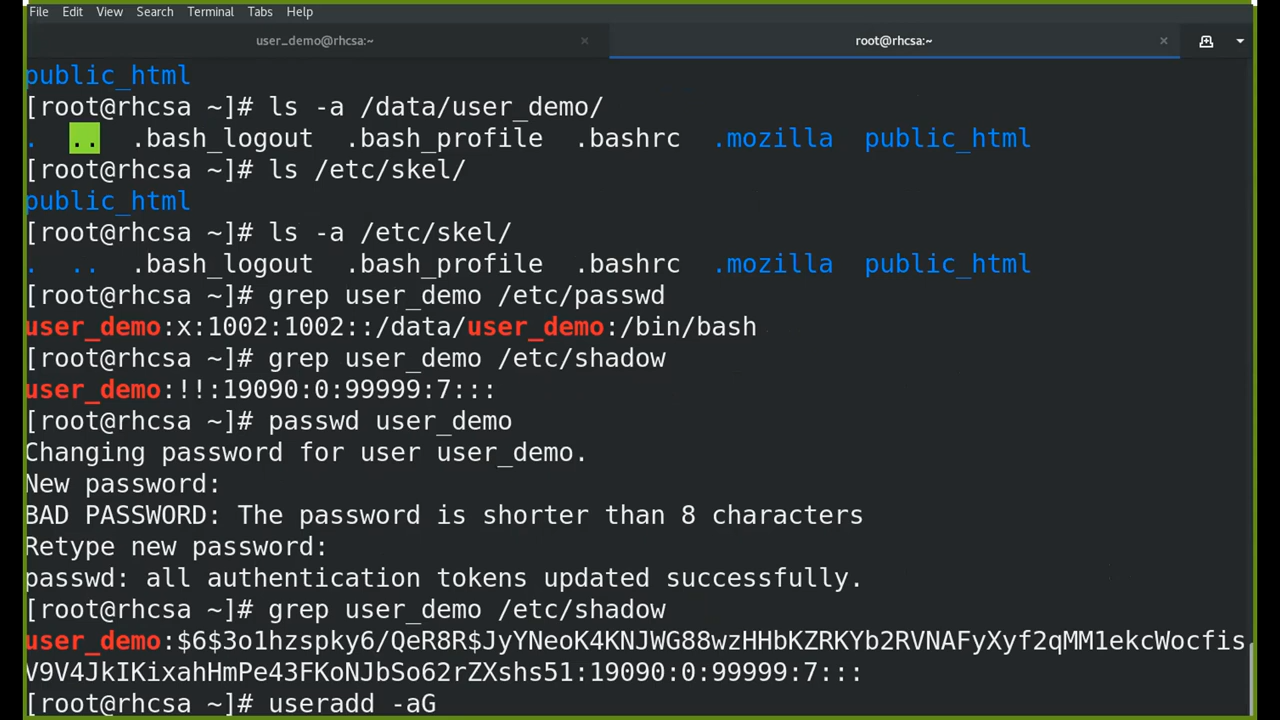 File Edit View Search Terminal Tabs Help
user_demo@rhcsa:~ × root@rhcsa:~ ×
public_html
[root@rhcsa ~]# ls -a /data/user_demo/
. .. .bash_logout .bash_profile .bashrc .mozilla public_html
[root@rhcsa ~]# ls /etc/skel/
public_html
[root@rhcsa ~]# ls -a /etc/skel/
. .. .bash_logout .bash_profile .bashrc .mozilla public_html
[root@rhcsa ~]# grep user_demo /etc/passwd
user_demo:x:1002:1002::/data/user_demo:/bin/bash
[root@rhcsa ~]# grep user_demo /etc/shadow
user_demo:!!:19090:0:99999:7:::
[root@rhcsa ~]# passwd user_demo
Changing password for user user_demo.
New password:
BAD PASSWORD: The password is shorter than 8 characters
Retype new password:
passwd: all authentication tokens updated successfully.
[root@rhcsa ~]# grep user_demo /etc/shadow
user_demo:$6$3o1hzspky6/QeR8R$JyYNeoK4KNJWG88wzHHbKZRKYb2RVNAFyXyf2qMM1ekcWocfis
V9V4JkIKixahHmPe43FKoNJbSo62rZXshs51:19090:0:99999:7:::
[root@rhcsa ~]# useradd -aG